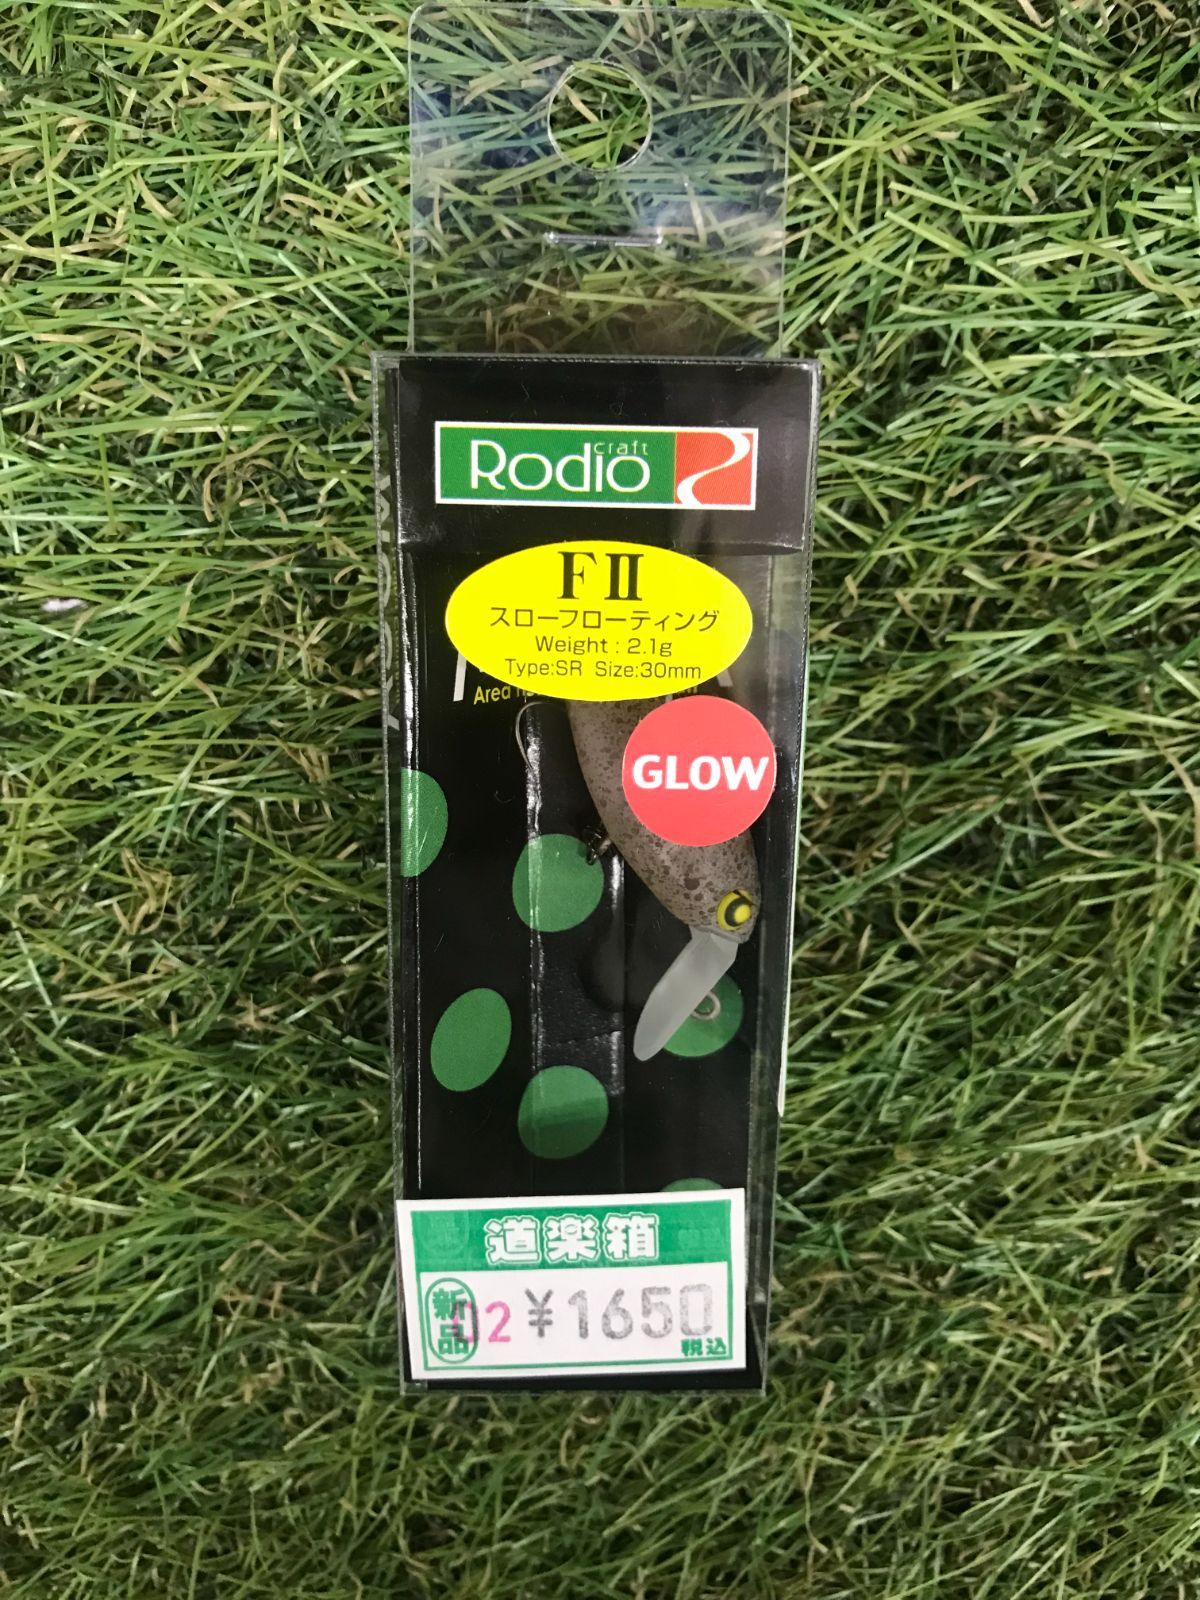 Rodio craft
FⅡ
スローフローティング
Weight : 2.1g
Type:SR Size:30mm
GLOW
道楽箱
新品 02 ¥1650
税込